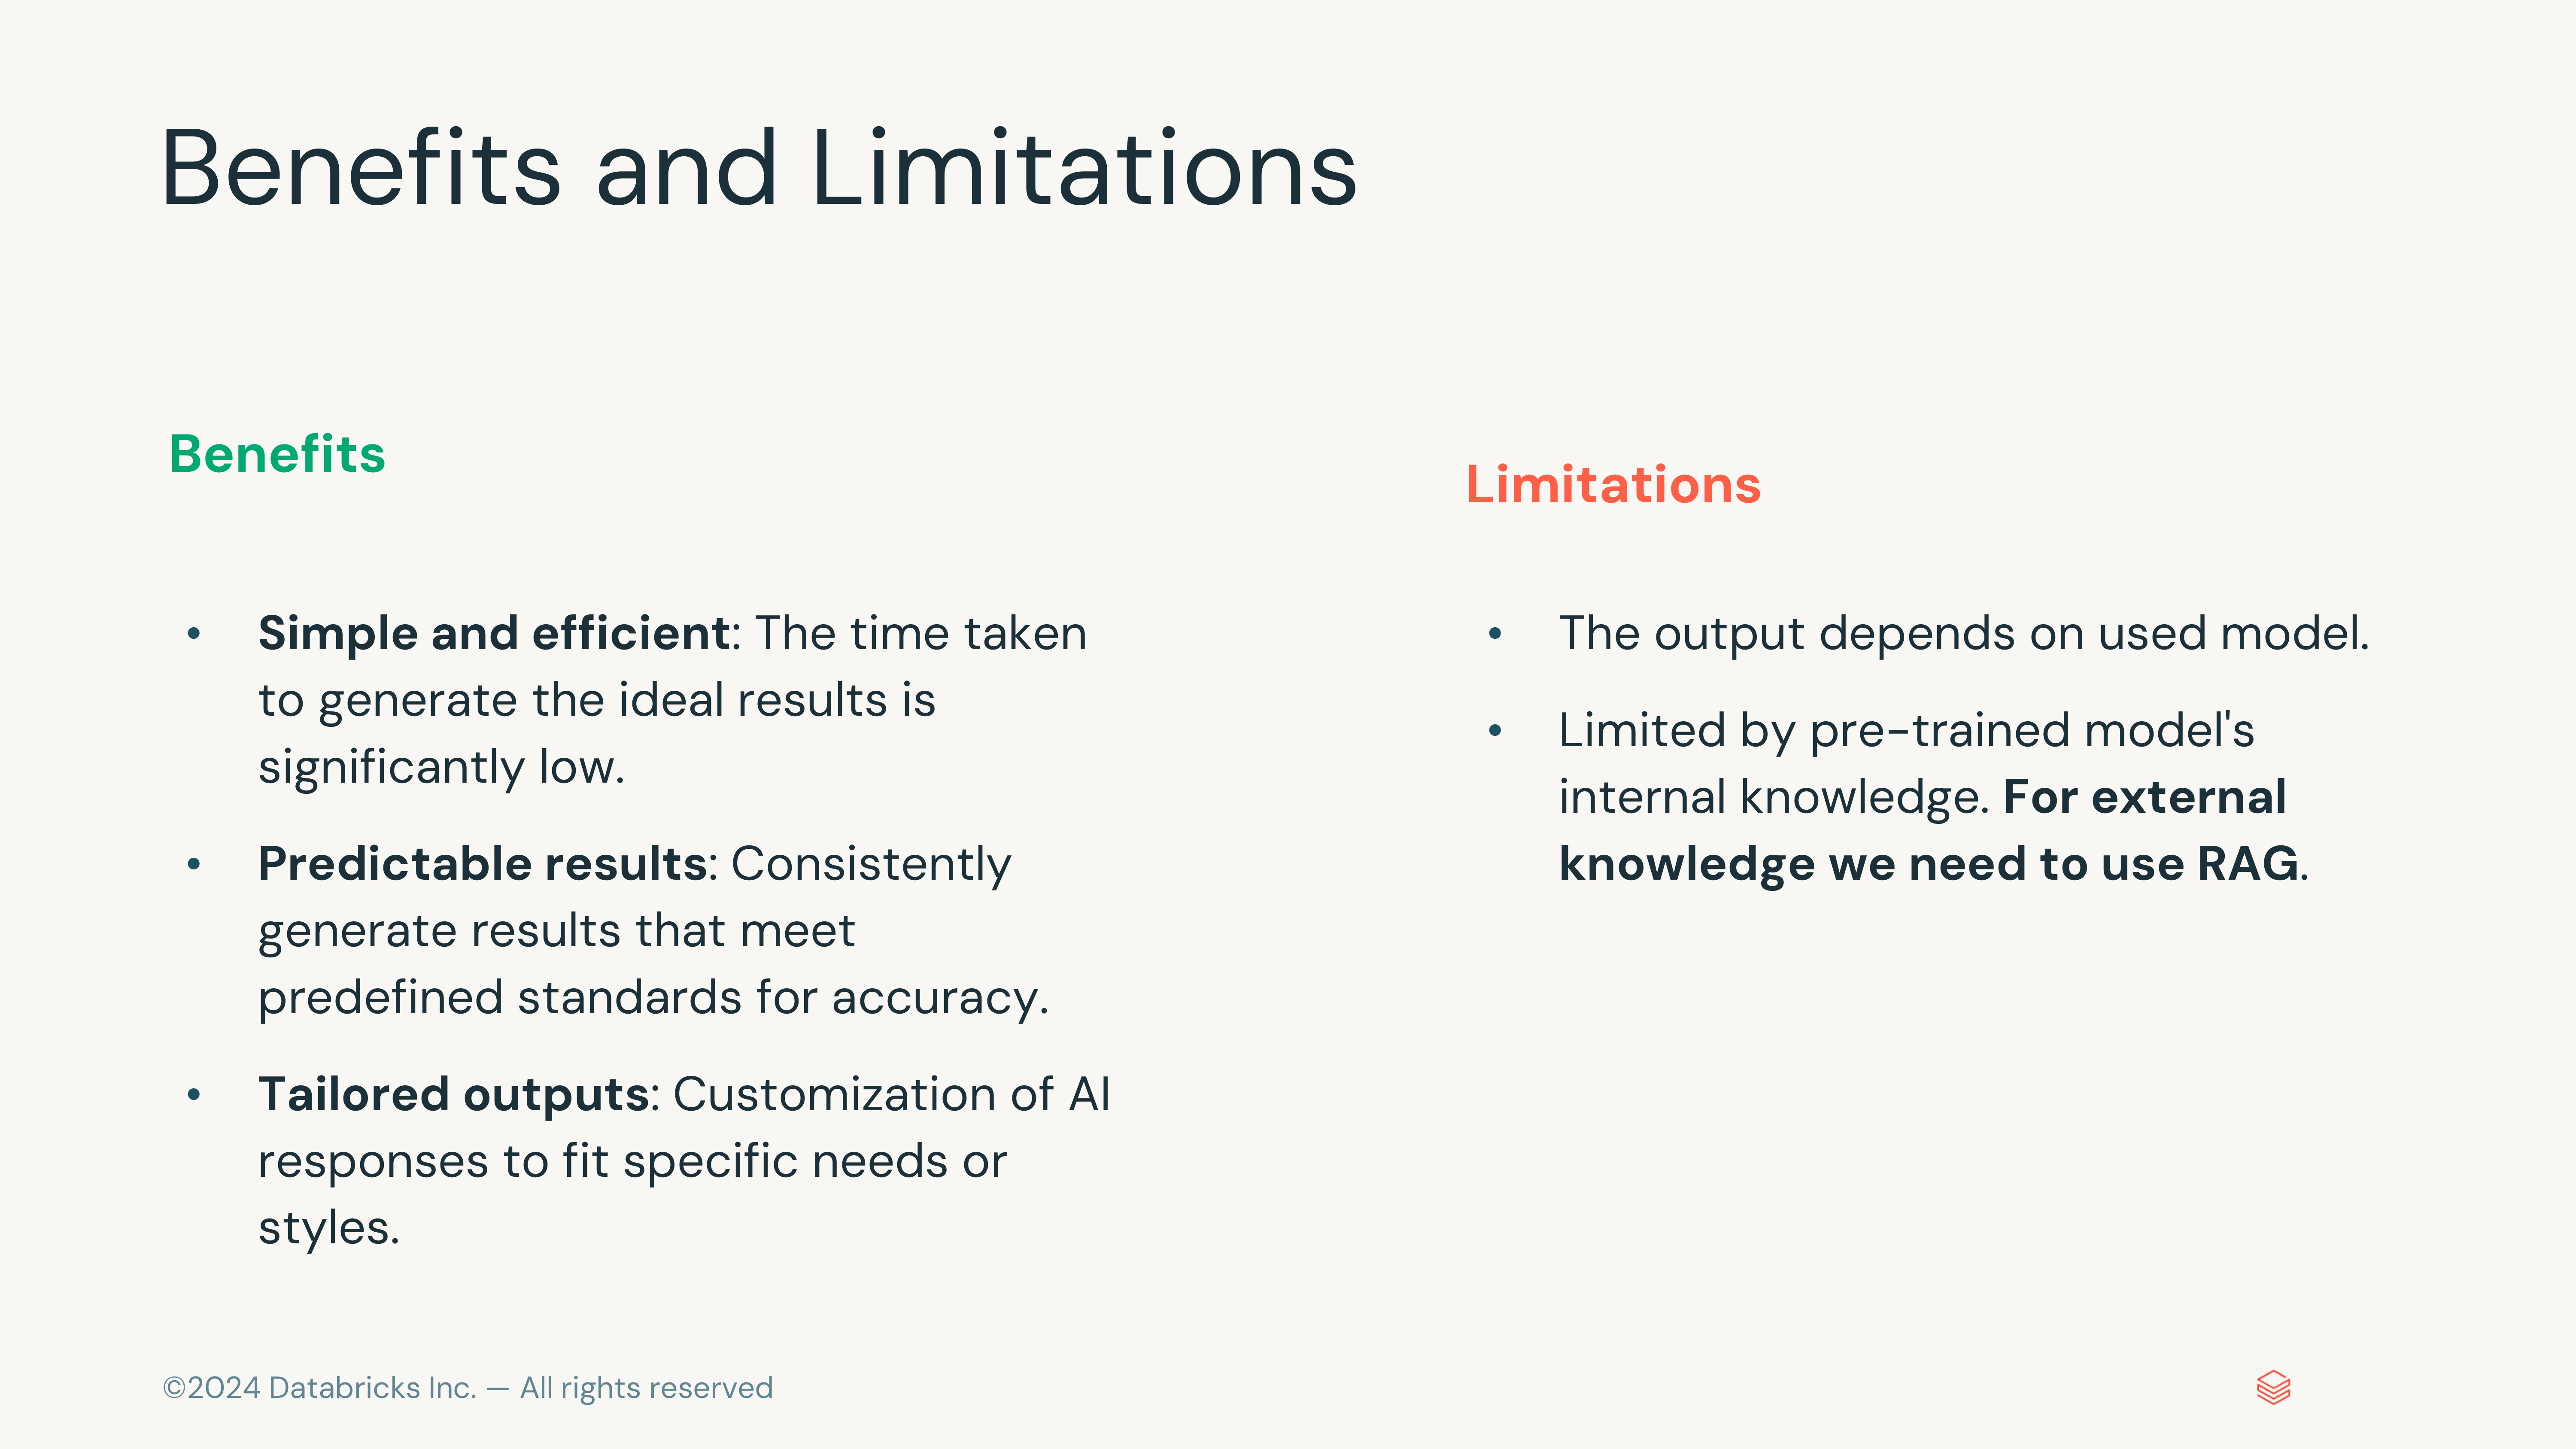 Benefits and Limitations
Benefits
• Simple and efficient: The time taken
to generate the ideal results is
significantly low.
• Predictable results: Consistently
generate results that meet
predefined standards for accuracy.
• Tailored outputs: Customization of AI
responses to fit specific needs or
styles.
Limitations
• The output depends on used model.
• Limited by pre-trained model's
internal knowledge. For external
knowledge we need to use RAG.
©2024 Databricks Inc. — All rights reserved